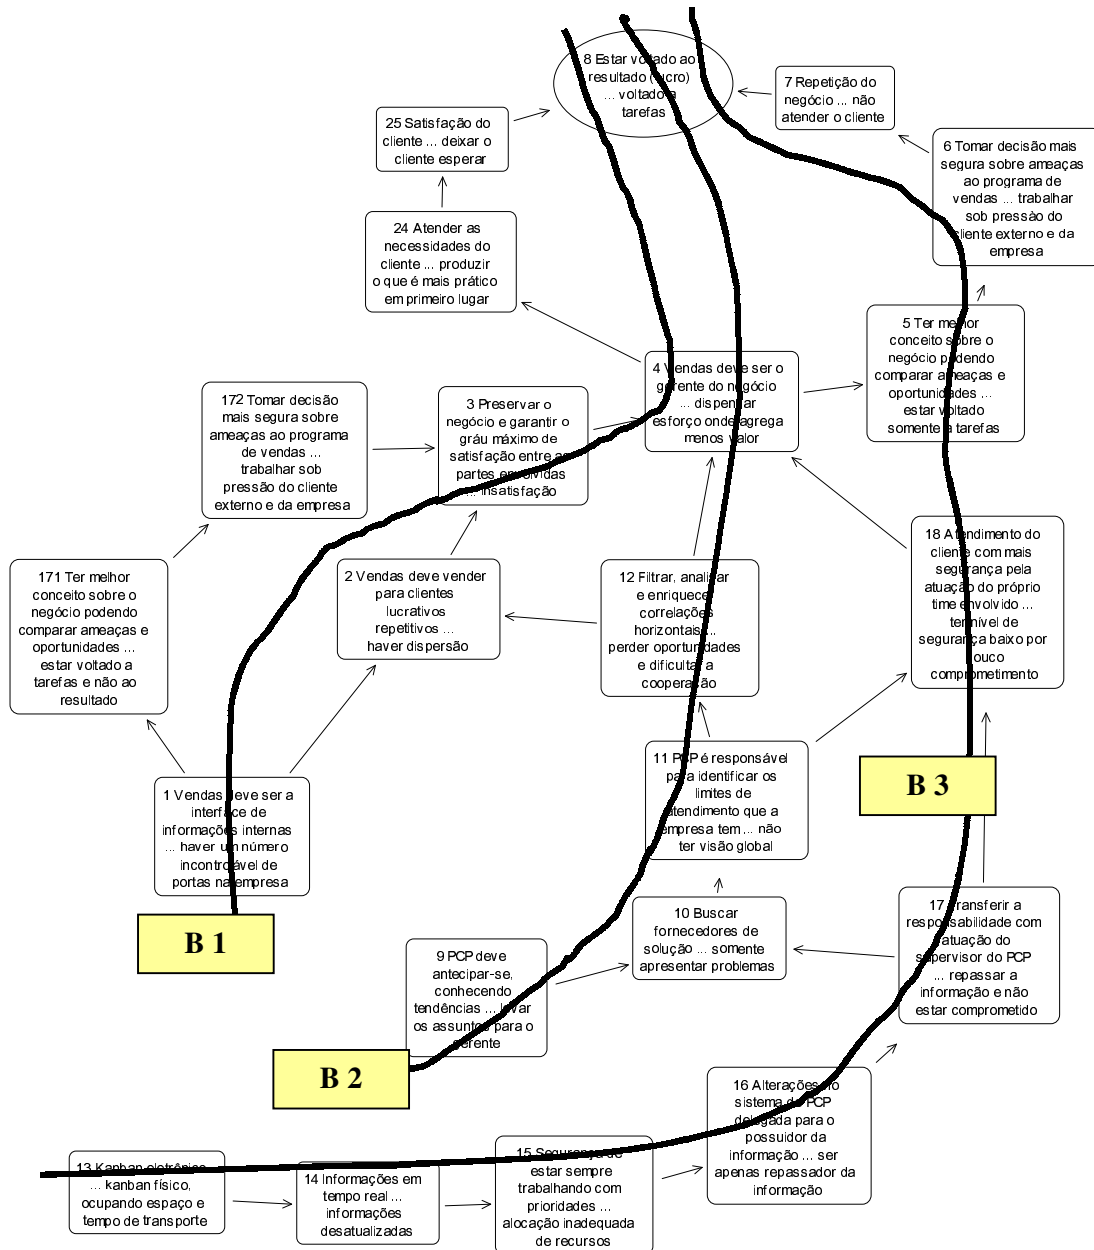 8 Estar voltado ao
resultado (lucro)
... voltado a
tarefas
7 Repetição do
negócio ... não
atender o cliente
25 Satisfação do
cliente ... deixar o
cliente esperar
6 Tomar decisão mais
segura sobre ameaças
ao programa de
vendas ... trabalhar
sob pressão do
cliente externo e da
empresa
24 Atender as
necessidades do
cliente ... produzir
o que é mais prático
em primeiro lugar
5 Ter melhor
conceito sobre o
negócio podendo
comparar ameaças e
oportunidades ...
estar voltado
somente a tarefas
4 Vendas deve ser o
gerente do negócio
... dispensar
esforço onde agrega
menos valor
172 Tomar decisão
mais segura sobre
ameaças ao programa
de vendas ...
trabalhar sob
pressão do cliente
externo e da empresa
3 Preservar o
negócio e garantir o
gráu máximo de
satisfação entre as
partes envolvidas
... insatisfação
18 Atendimento do
cliente com mais
segurança pela
atuação do próprio
time envolvido ...
ter nível de
segurança baixo por
pouco
comprometimento
171 Ter melhor
conceito sobre o
negócio podendo
comparar ameaças e
oportunidades ...
estar voltado a
tarefas e não ao
resultado
2 Vendas deve vender
para clientes
lucrativos
repetitivos ...
haver dispersão
12 Filtrar, analisar
e enriquecer
correlações
horizontais ...
perder oportunidades
e dificultar a
cooperação
11 PCP é responsável
para identificar os
limites de
atendimento que a
empresa tem ... não
ter visão global
B 3
1 Vendas deve ser a
interface de
informações internas
... haver um número
incontrolável de
portas na empresa
B 1
10 Buscar
fornecedores de
solução ... somente
apresentar problemas
17 Transferir a
responsabilidade com
atuação do
supervisor do PCP
... repassar a
informação e não
estar comprometido
9 PCP deve
antecipar-se,
conhecendo
tendências ... levar
os assuntos para o
gerente
B 2
16 Alterações no
sistema do PCP
delegada para o
possuidor da
informação ... ser
apenas repassador da
informação
15 Segurança de
estar sempre
trabalhando com
prioridades ...
alocação inadequada
de recursos
13 Kanban eletrônico
... kanban físico,
ocupando espaço e
tempo de transporte
14 Informações em
tempo real ...
informações
desatualizadas